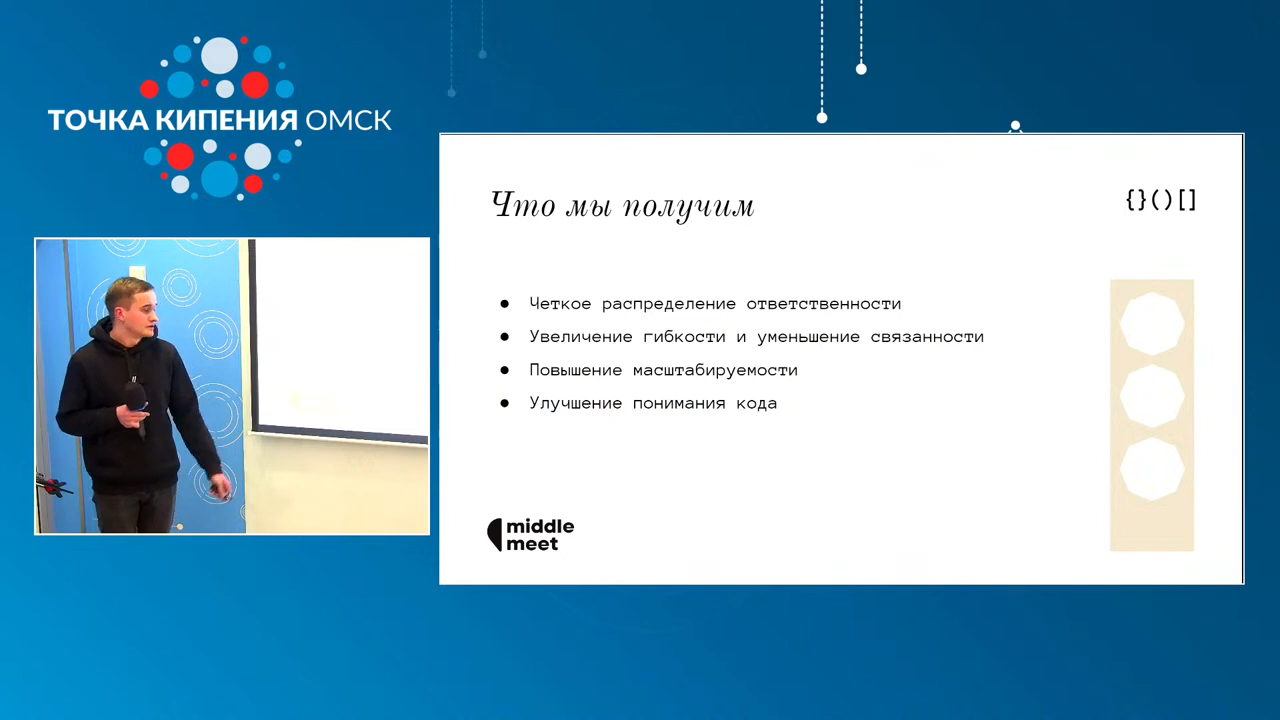 ТОЧКА КИПЕНИЯ ОМСК
Что мы получим
{}()[]
● Четкое распределение ответственности
● Увеличение гибкости и уменьшение связанности
● Повышение масштабируемости
● Улучшение понимания кода
middle
meet